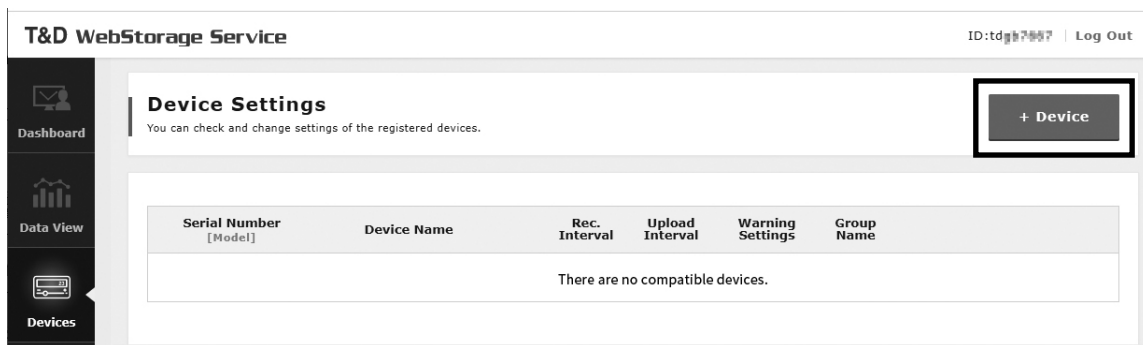 T&D WebStorage Service
ID:td | Log Out
Dashboard
Device Settings
You can check and change settings of the registered devices.
+ Device
Data View
Serial Number
[Model]
Device Name
Rec.
Interval
Upload
Interval
Warning
Settings
Group
Name
There are no compatible devices.
Devices